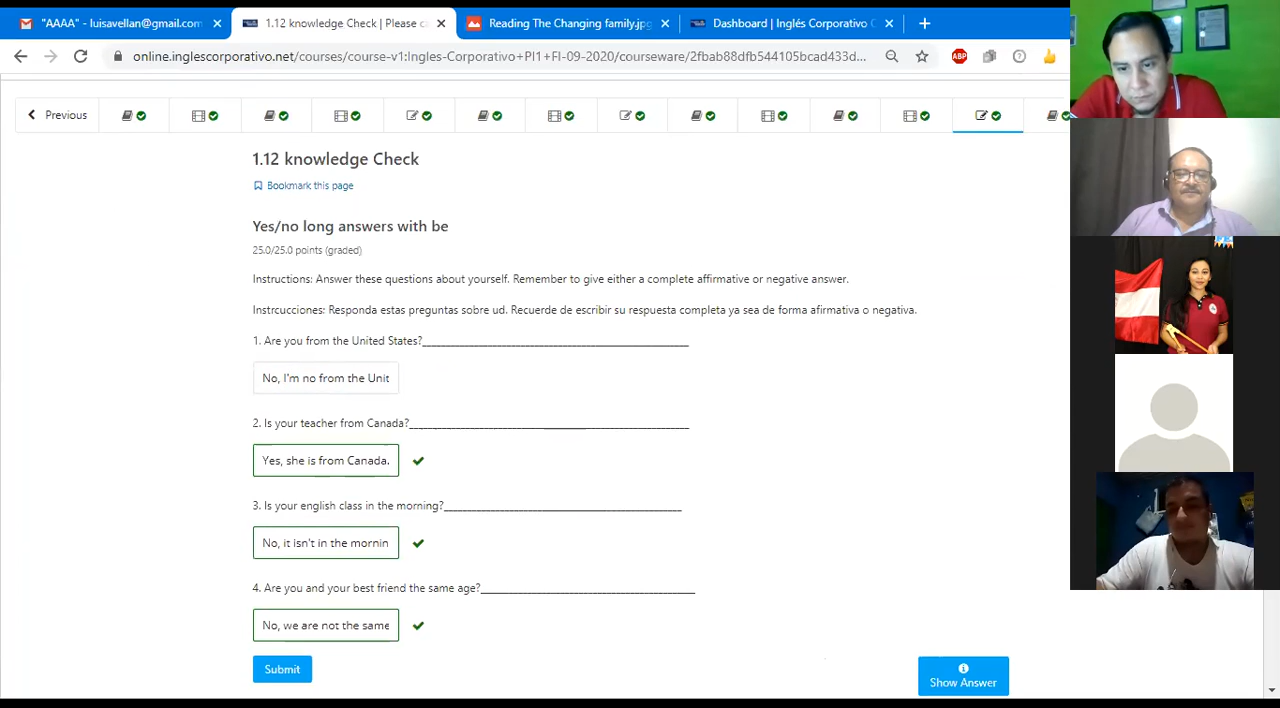 "AAAA" - luisavellan@gmail.com
1.12 knowledge Check | Please ca
Reading The Changing family.jpg
Dashboard | Inglés Corporativo C
online.inglescorporativo.net/courses/course-v1:Ingles-Corporativo+PI1+FI-09-2020/courseware/2fbab88dfb544105bcad433d...
ABP
Previous
1.12 knowledge Check
Bookmark this page
Yes/no long answers with be
25.0/25.0 points (graded)
Instructions: Answer these questions about yourself. Remember to give either a complete affirmative or negative answer.
Instrcucciones: Responda estas preguntas sobre ud. Recuerde de escribir su respuesta completa ya sea de forma afirmativa o negativa.
1. Are you from the United States?
No, I'm no from the Unit
2. Is your teacher from Canada?
Yes, she is from Canada.
3. Is your english class in the morning?
No, it isn't in the mornin
4. Are you and your best friend the same age?
No, we are not the same
Submit
Show Answer